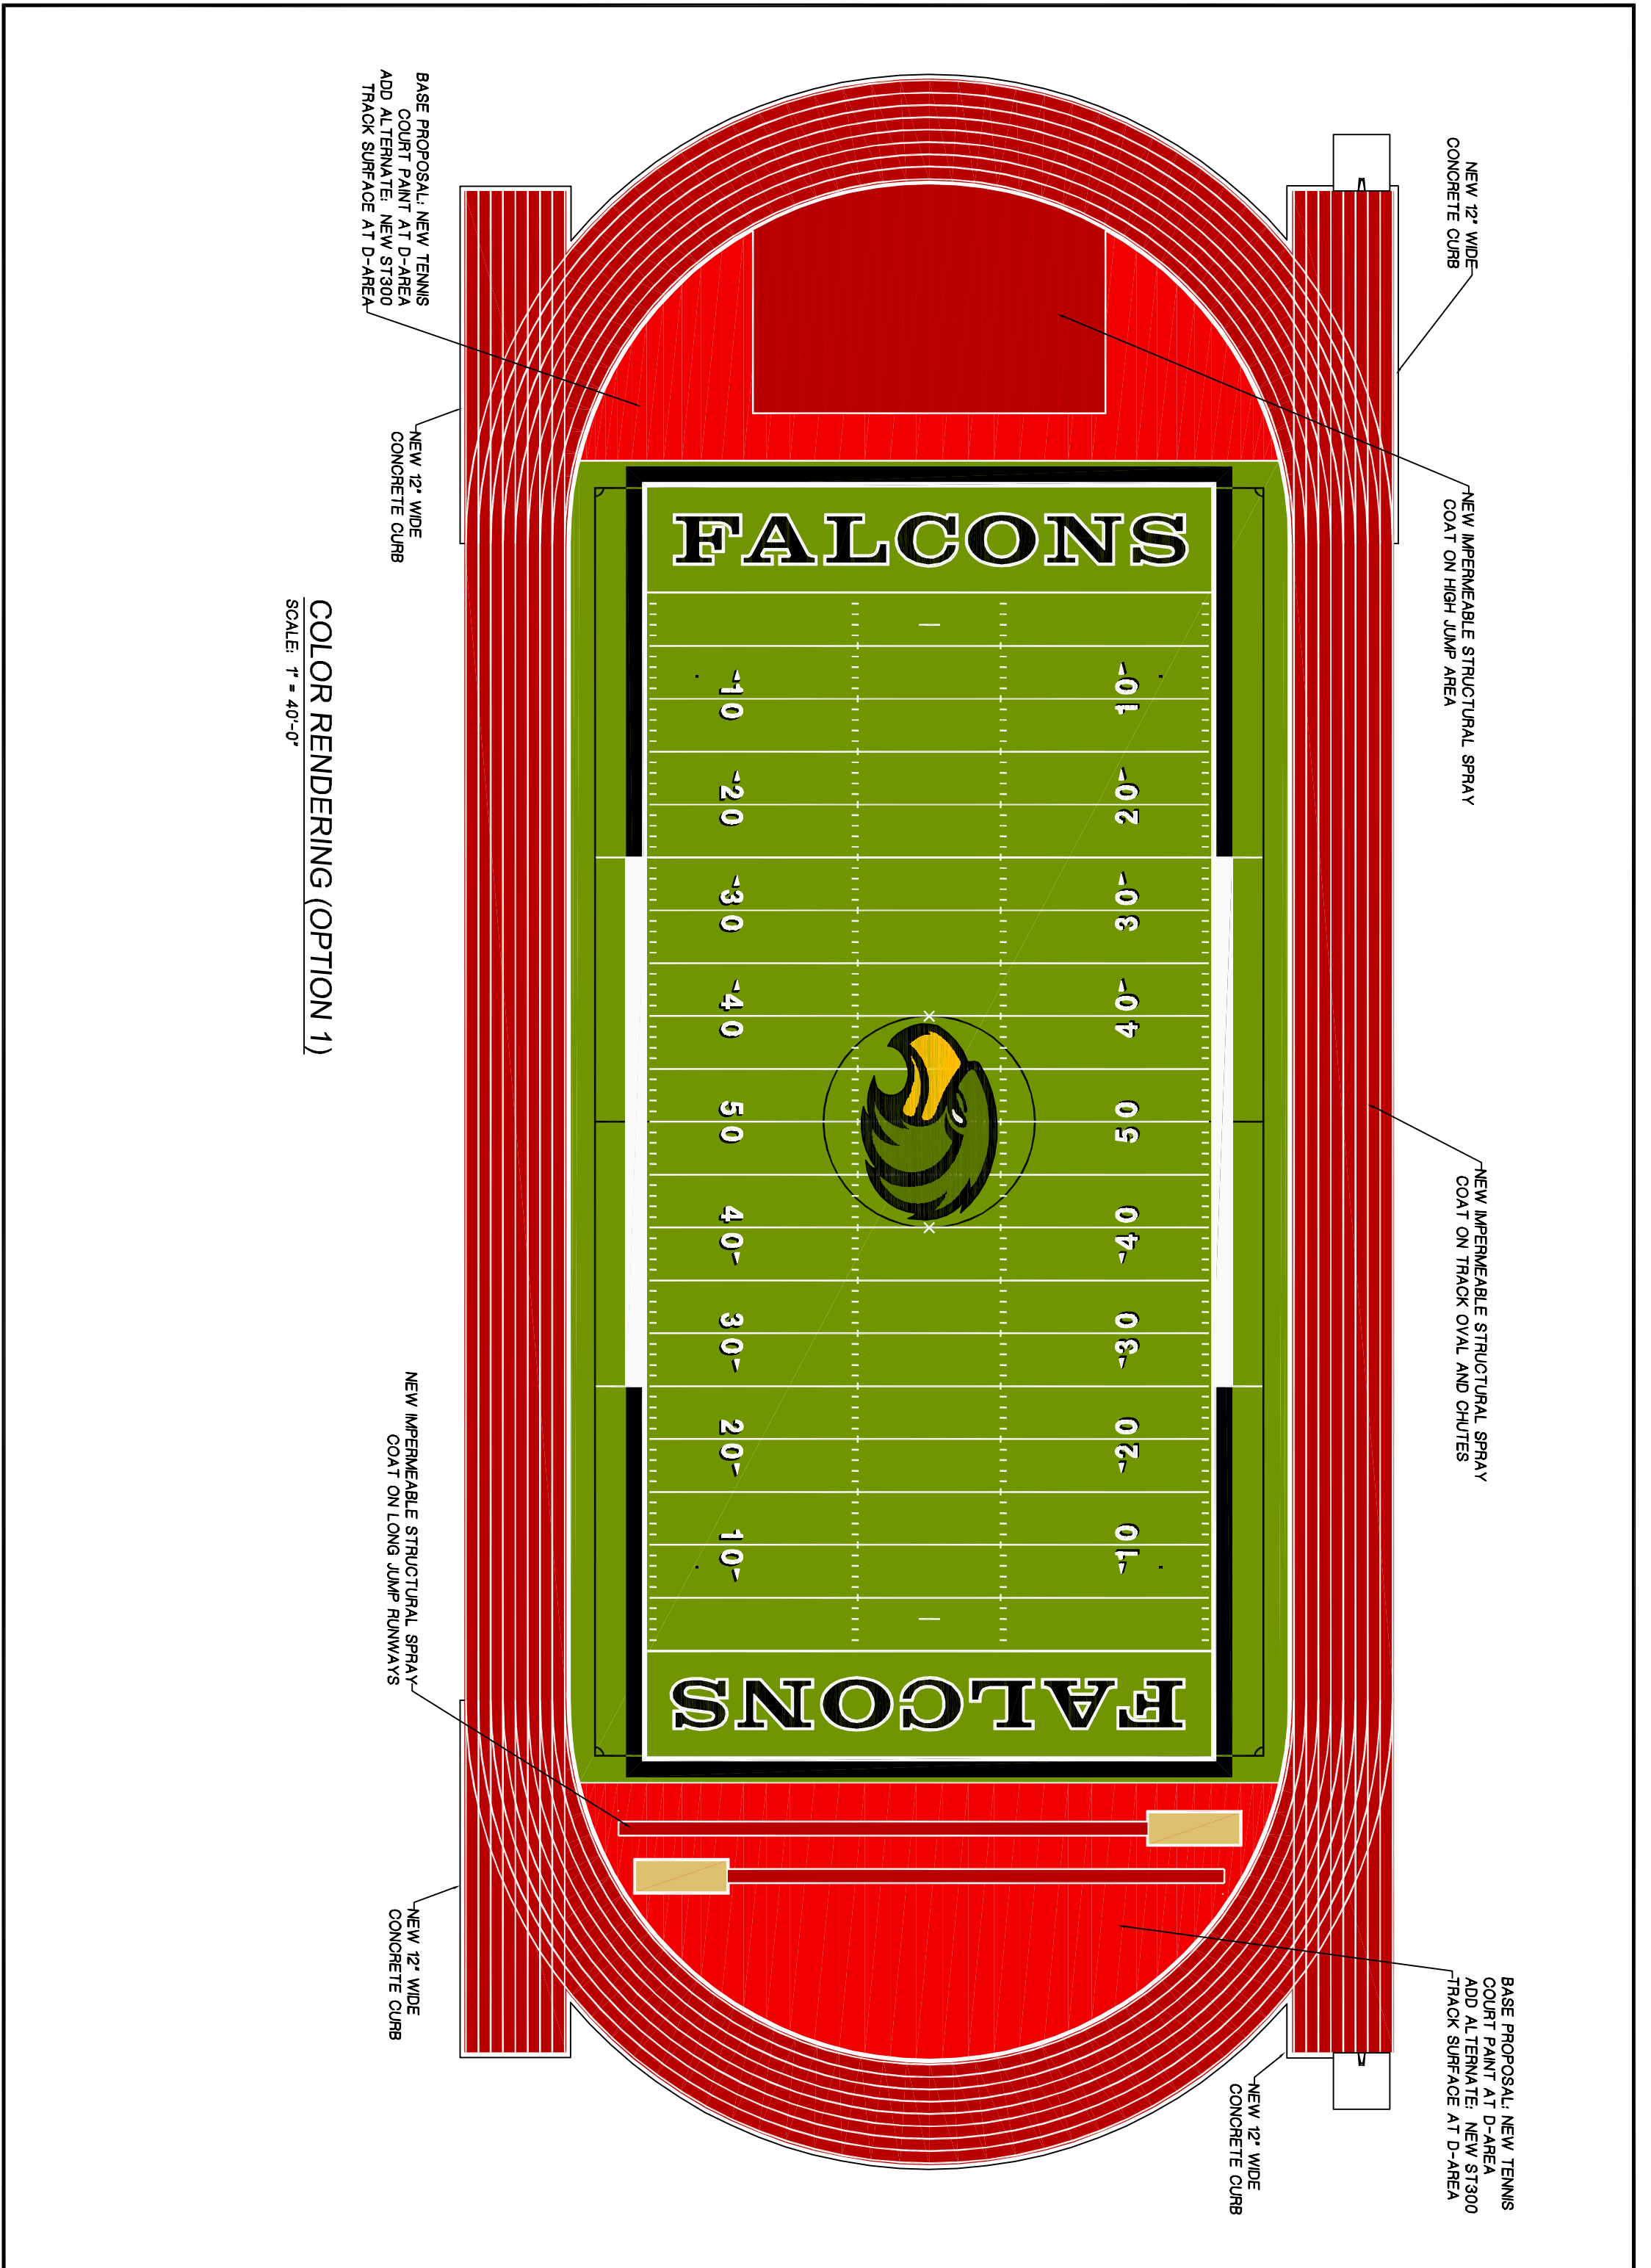 NEW 12" WIDE
CONCRETE CURB
NEW IMPERMEABLE STRUCTURAL SPRAY
COAT ON HIGH JUMP AREA
NEW IMPERMEABLE STRUCTURAL SPRAY
COAT ON TRACK OVAL AND CHUTES
BASE PROPOSAL: NEW TENNIS
COURT PAINT AT D-AREA
ADD ALTERNATE: NEW ST300
TRACK SURFACE AT D-AREA
NEW 12" WIDE
CONCRETE CURB
FALCONS
10 20 30 40 50 40 30 20 10
10 20 30 40 50 40 30 20 10
FALCONS
BASE PROPOSAL: NEW TENNIS
COURT PAINT AT D-AREA
ADD ALTERNATE: NEW ST300
TRACK SURFACE AT D-AREA
NEW 12" WIDE
CONCRETE CURB
NEW IMPERMEABLE STRUCTURAL SPRAY
COAT ON LONG JUMP RUNWAYS
NEW 12" WIDE
CONCRETE CURB
COLOR RENDERING (OPTION 1)
SCALE: 1" = 40'-0"